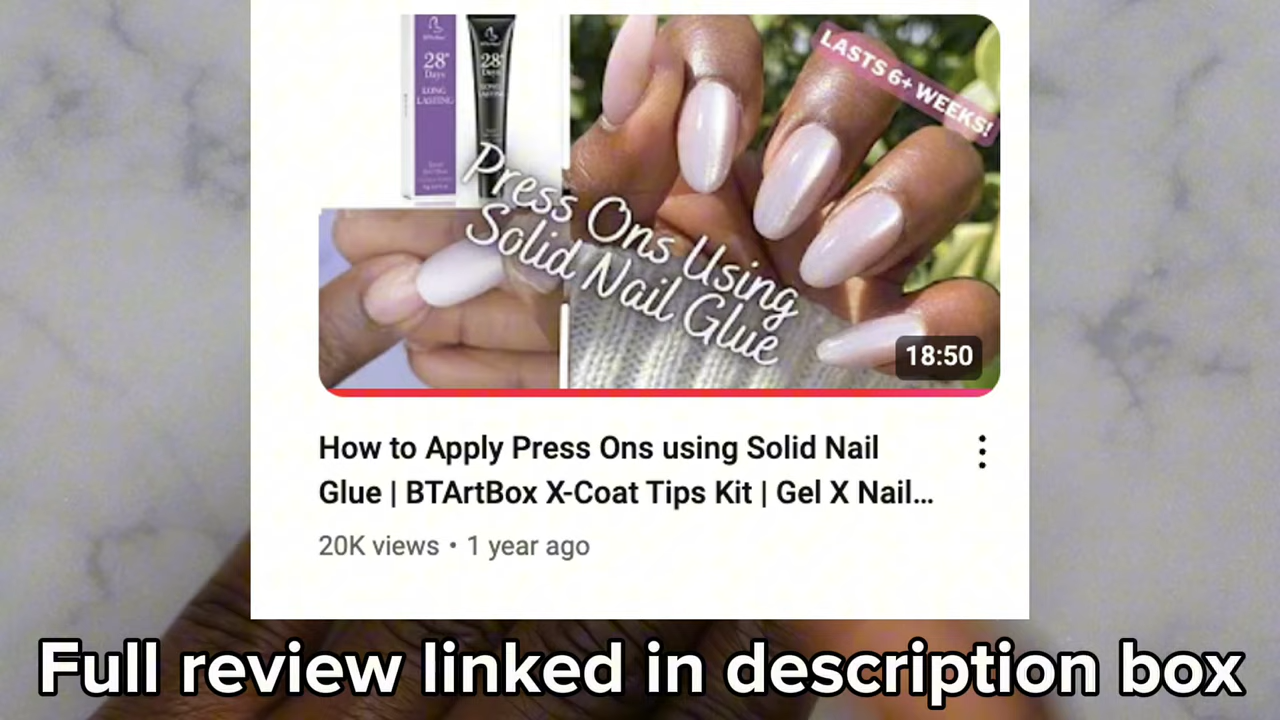 28
Days
LONG
LASTING
28
Days
LONG
LASTING
LASTS 6+ WEEKS!
Press Ons Using
Solid Nail Glue
18:50
How to Apply Press Ons using Solid Nail
Glue | BTArtBox X-Coat Tips Kit | Gel X Nail...
20K views • 1 year ago
Full review linked in description box